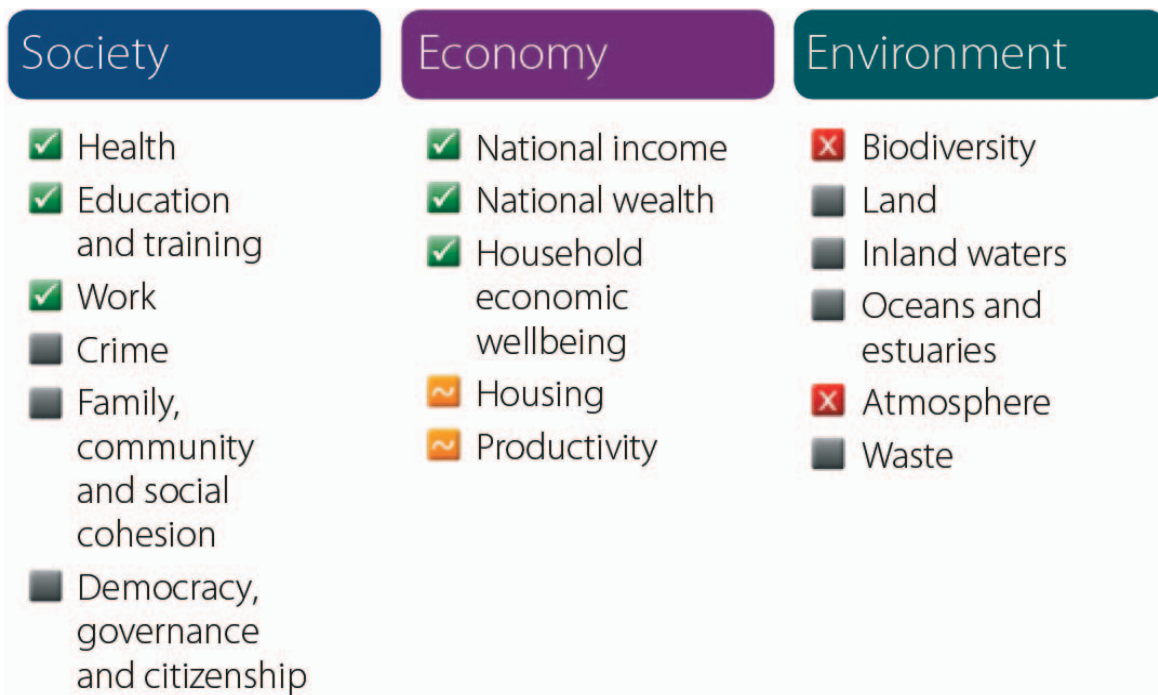 Society
Health
Education
and training
Work
Crime
Family,
community
and social
cohesion
Democracy,
governance
and citizenship
Economy
National income
National wealth
Household
economic
wellbeing
Housing
Productivity
Environment
Biodiversity
Land
Inland waters
Oceans and
estuaries
Atmosphere
Waste